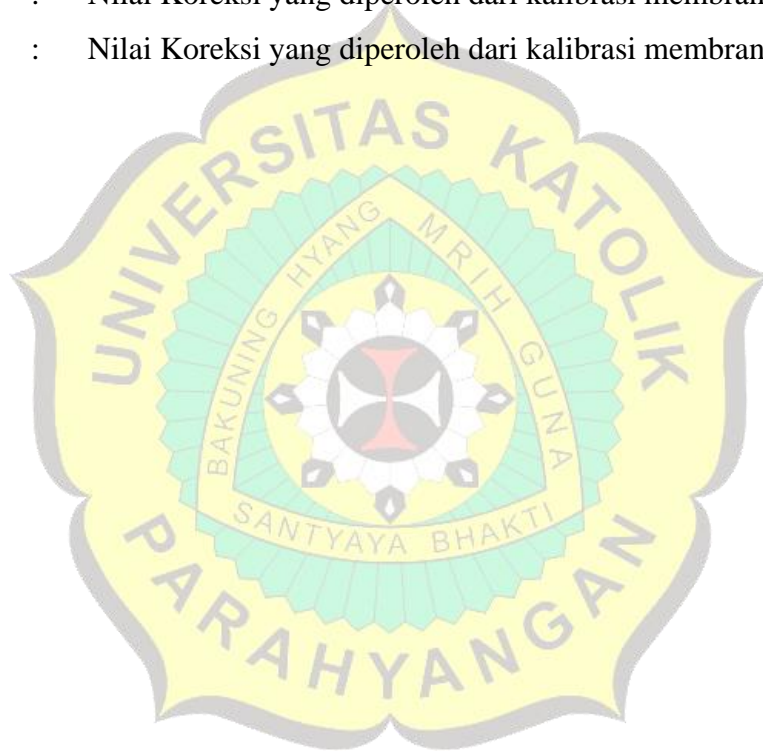 : Nilai Koreksi yang diperoleh dari kalibrasi membran
: Nilai Koreksi yang diperoleh dari kalibrasi membran
UNIVERSITAS KATOLIK
BAKUNING HYANG MRIH GUNA
SANTYAYA BHAKTI
PARAHYANGAN